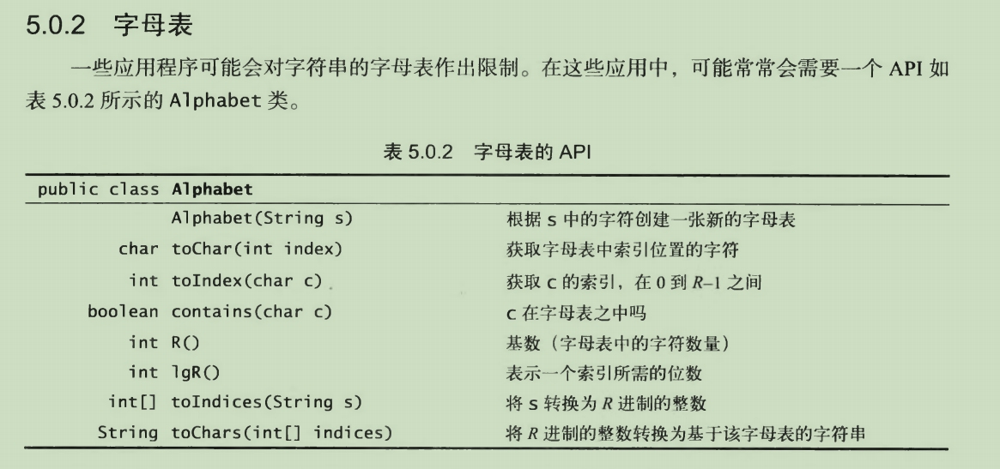 5.0.2 字母表
一些应用程序可能会对字符串的字母表作出限制。在这些应用中，可能常常会需要一个 API 如
表 5.0.2 所示的 Alphabet 类。
表 5.0.2 字母表的 API
public class Alphabet
Alphabet(String s) 根据 s 中的字符创建一张新的字母表
char toChar(int index) 获取字母表中索引位置的字符
int toIndex(char c) 获取 c 的索引，在 0 到 R–1 之间
boolean contains(char c) c 在字母表之中吗
int R() 基数（字母表中的字符数量）
int lgR() 表示一个索引所需的位数
int[] toIndices(String s) 将 s 转换为 R 进制的整数
String toChars(int[] indices) 将 R 进制的整数转换为基于该字母表的字符串